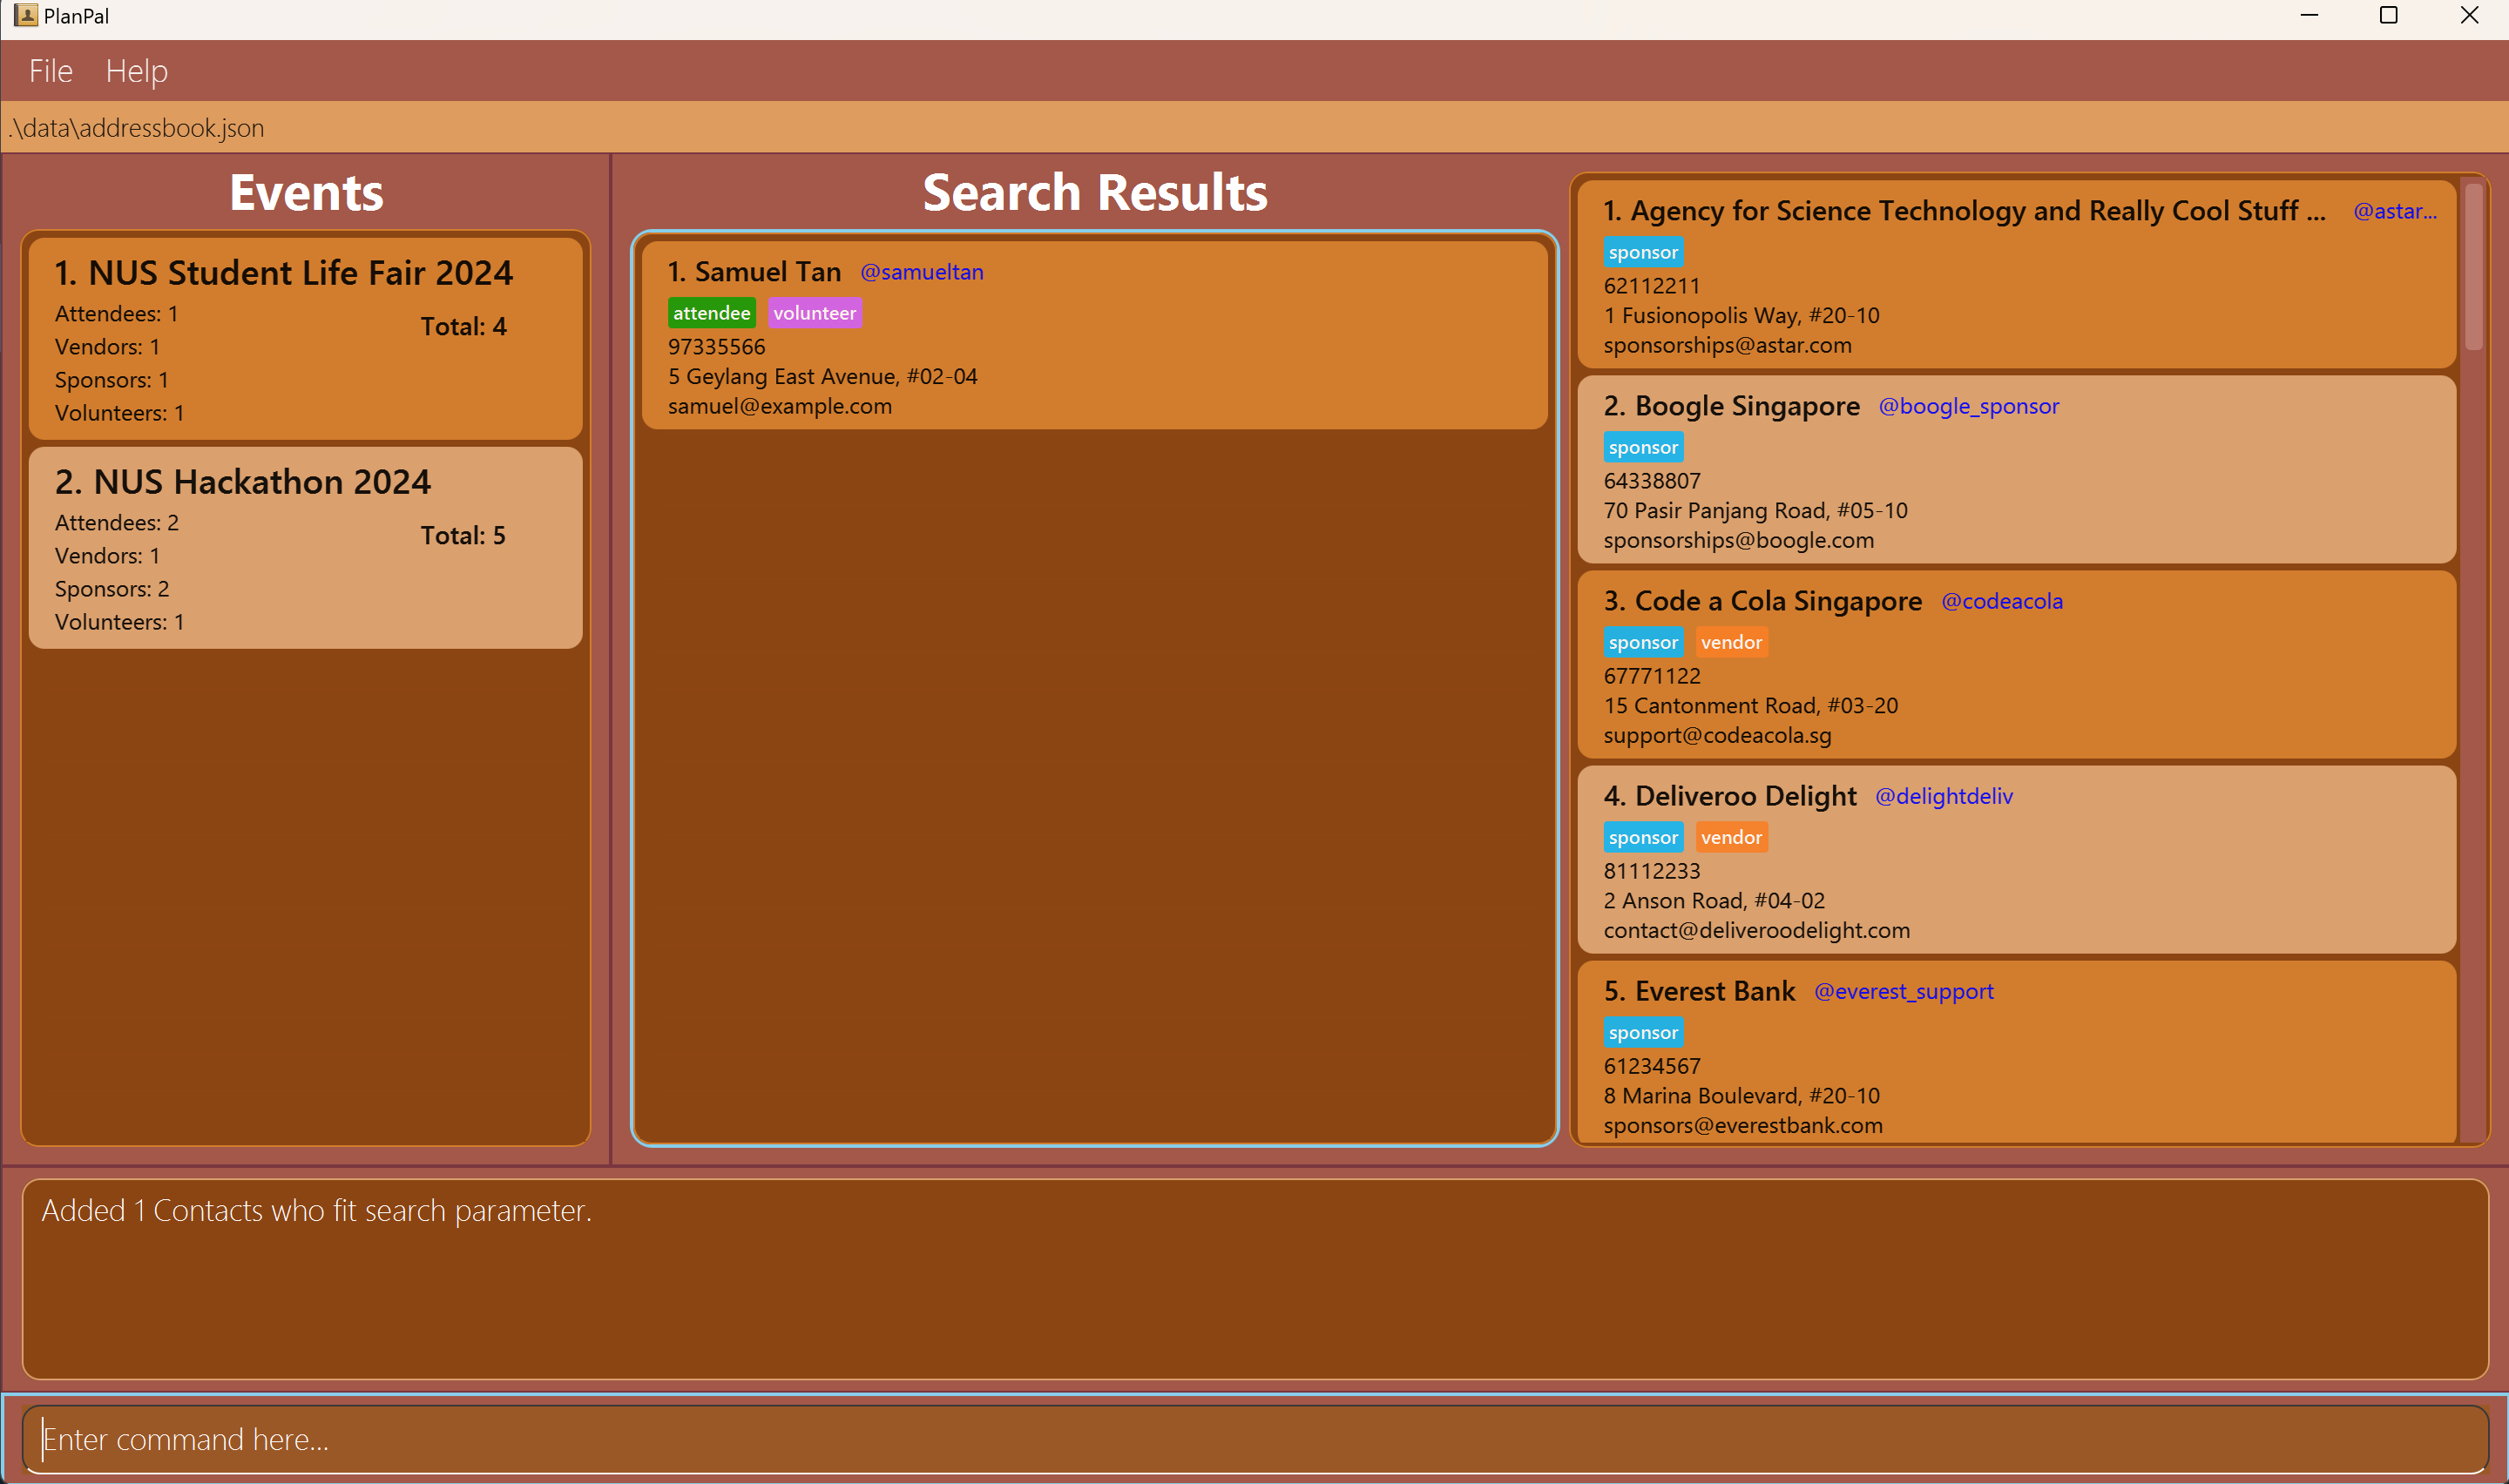 PlanPal
File Help
.\data\addressbook.json
Events
1. NUS Student Life Fair 2024
Attendees: 1
Total: 4
Vendors: 1
Sponsors: 1
Volunteers: 1
2. NUS Hackathon 2024
Attendees: 2
Total: 5
Vendors: 1
Sponsors: 2
Volunteers: 1
Search Results
1. Samuel Tan @samueltan
attendee volunteer
97335566
5 Geylang East Avenue, #02-04
samuel@example.com
1. Agency for Science Technology and Really Cool Stuff ... @astar...
sponsor
62112211
1 Fusionopolis Way, #20-10
sponsorships@astar.com
2. Boogle Singapore @boogle_sponsor
sponsor
64338807
70 Pasir Panjang Road, #05-10
sponsorships@boogle.com
3. Code a Cola Singapore @codeacola
sponsor vendor
67771122
15 Cantonment Road, #03-20
support@codeacola.sg
4. Deliveroo Delight @delightdeliv
sponsor vendor
81112233
2 Anson Road, #04-02
contact@deliveroodelight.com
5. Everest Bank @everest_support
sponsor
61234567
8 Marina Boulevard, #20-10
sponsors@everestbank.com
Added 1 Contacts who fit search parameter.
Enter command here...